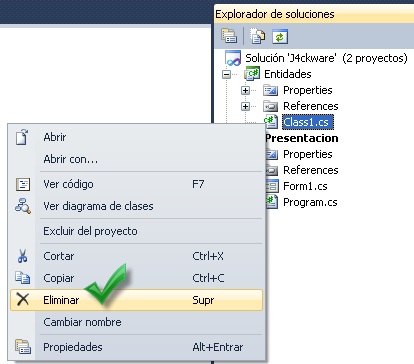 Explorador de soluciones
Solución 'J4ckware' (2 proyectos)
Entidades
Properties
References
Class1.cs
Presentacion
Properties
References
Form1.cs
Program.cs
Abrir
Abrir con...
Ver código F7
Ver diagrama de clases
Excluir del proyecto
Cortar Ctrl+X
Copiar Ctrl+C
Eliminar Supr
Cambiar nombre
Propiedades Alt+Entrar